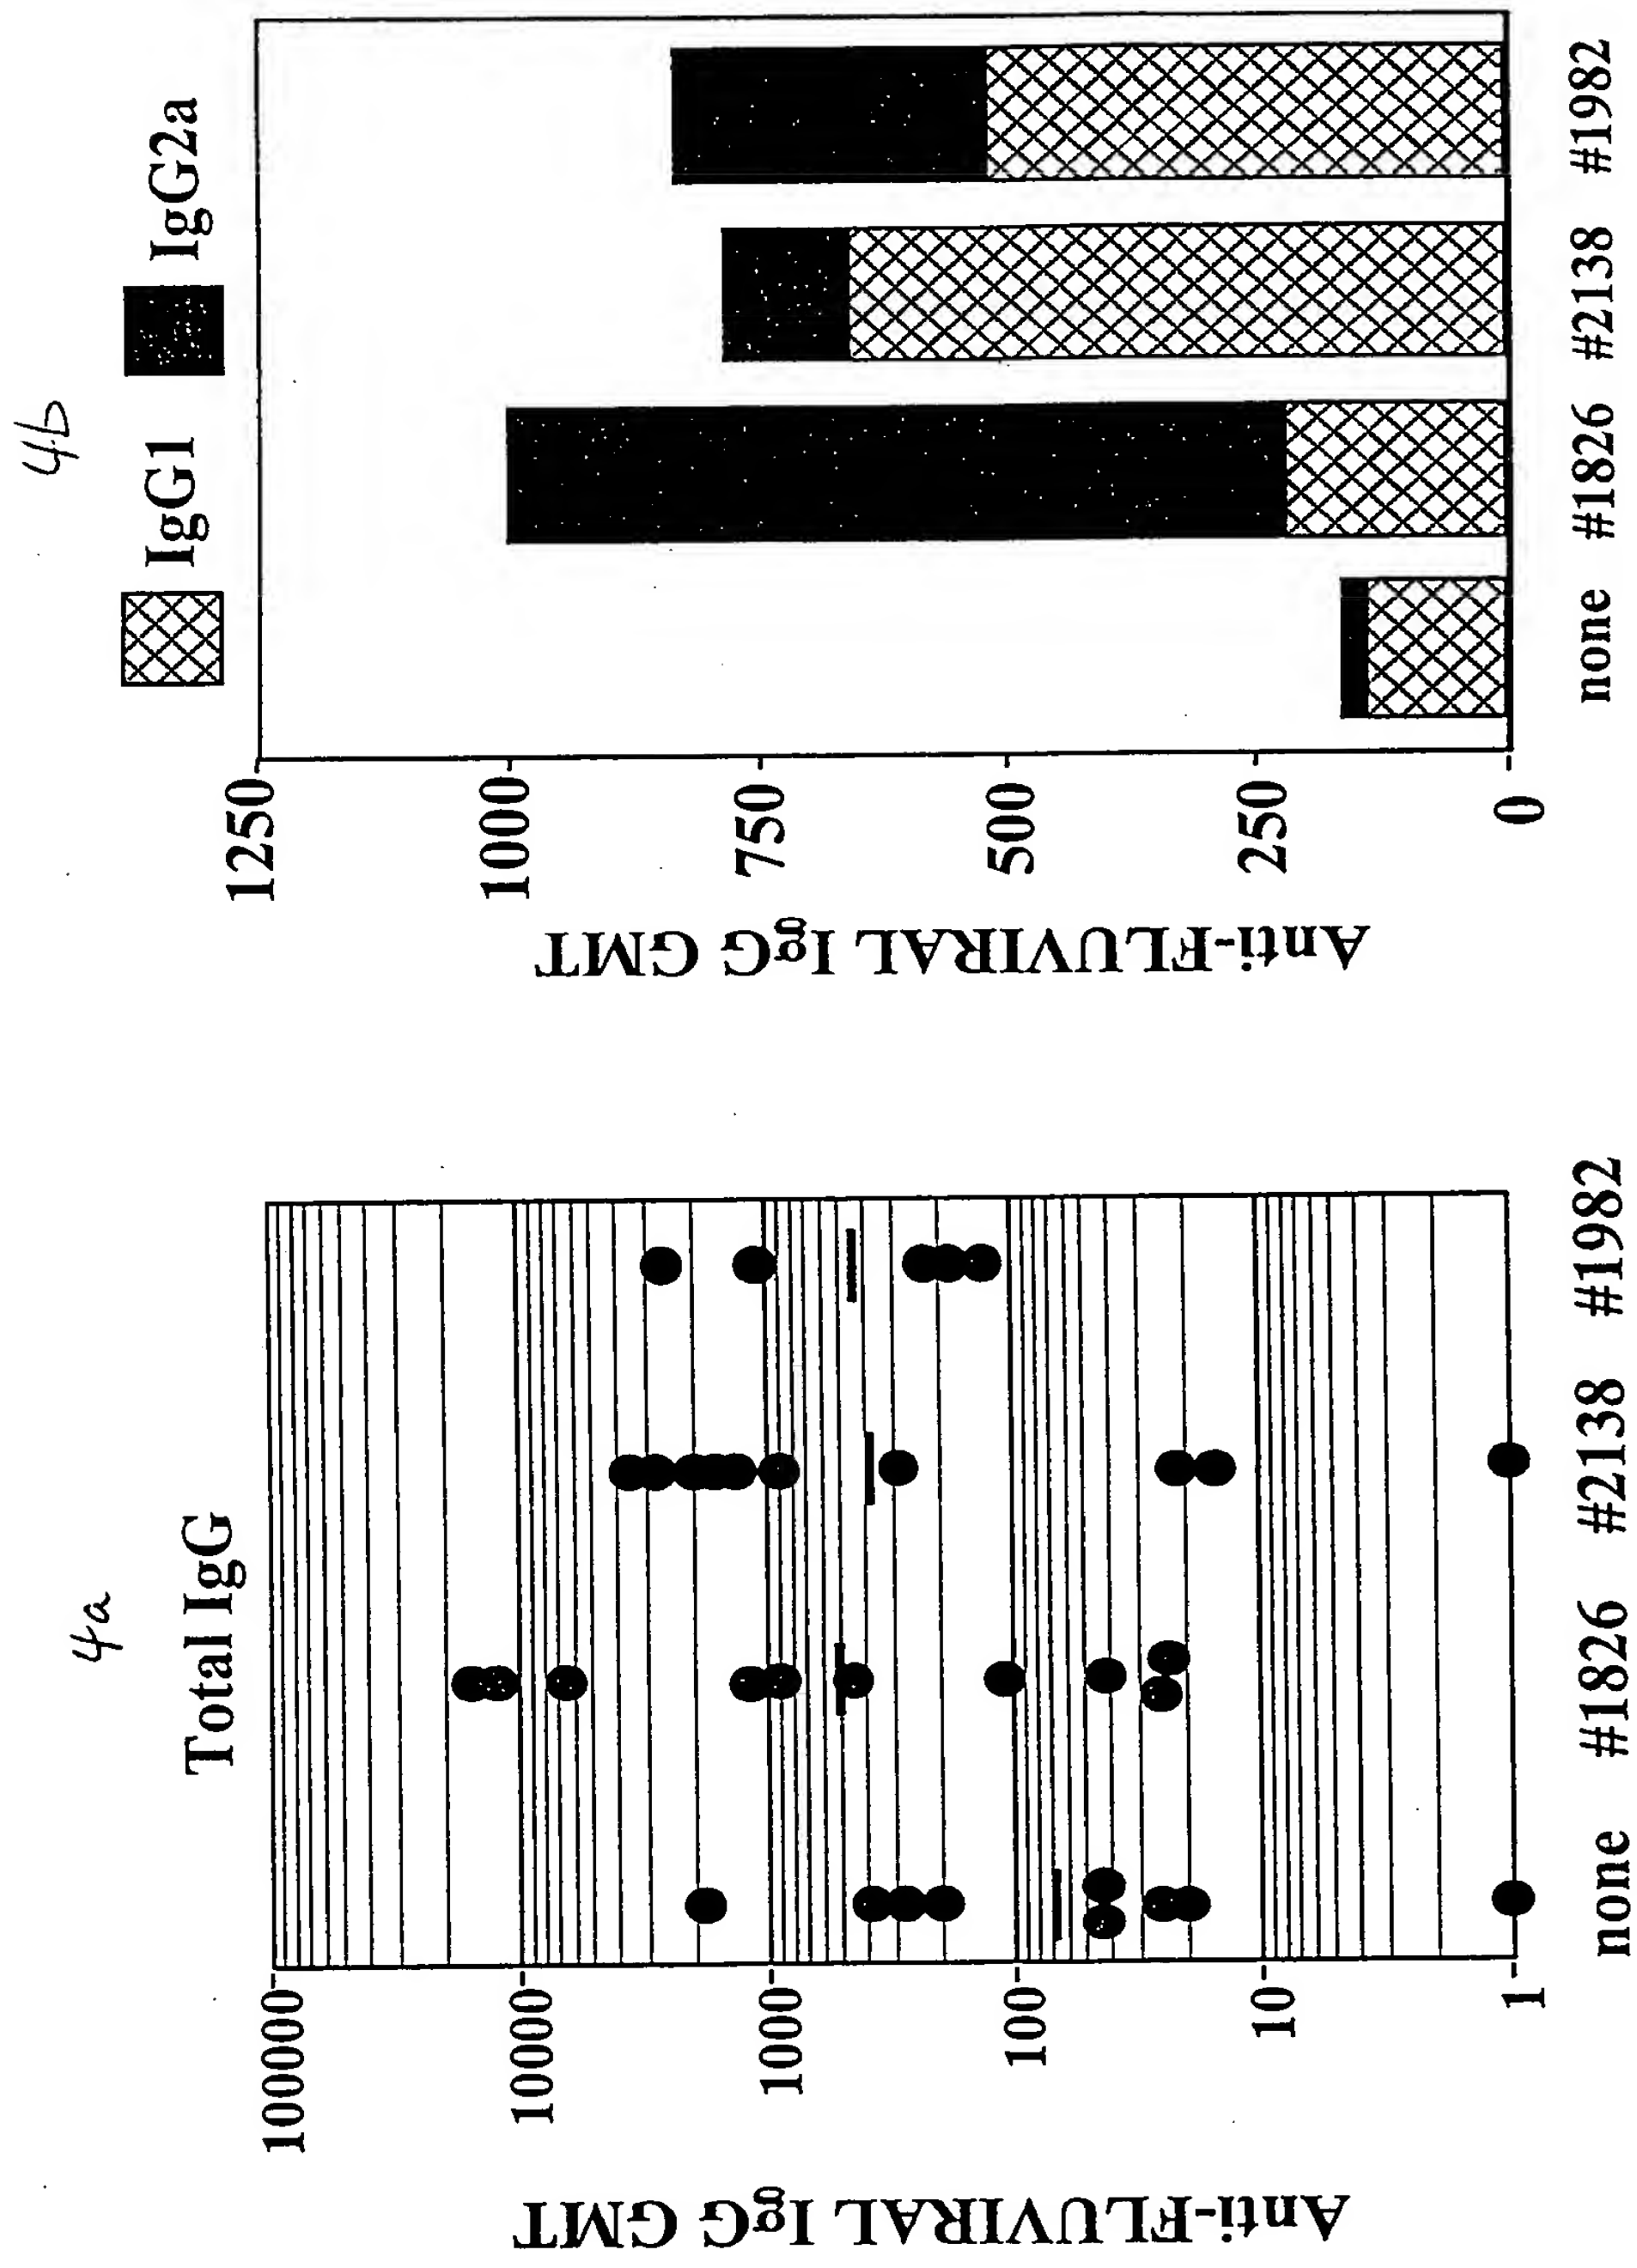 4a
Total IgG
Anti-FLUVIRAL IgG GMT
100000
10000
1000
100
10
1
none #1826 #2138 #1982
4b
IgG1 IgG2a
Anti-FLUVIRAL IgG GMT
1250
1000
750
500
250
0
none #1826 #2138 #1982